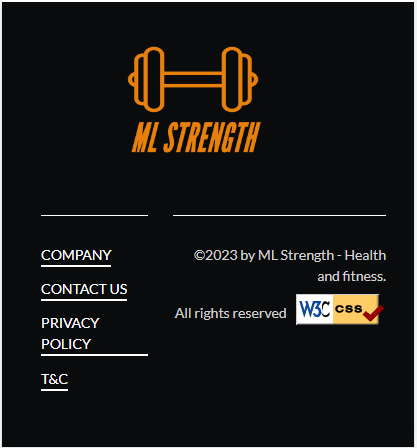 ML STRENGTH
COMPANY
CONTACT US
PRIVACY
POLICY
T&C
©2023 by ML Strength - Health
and fitness.
All rights reserved
W3C css